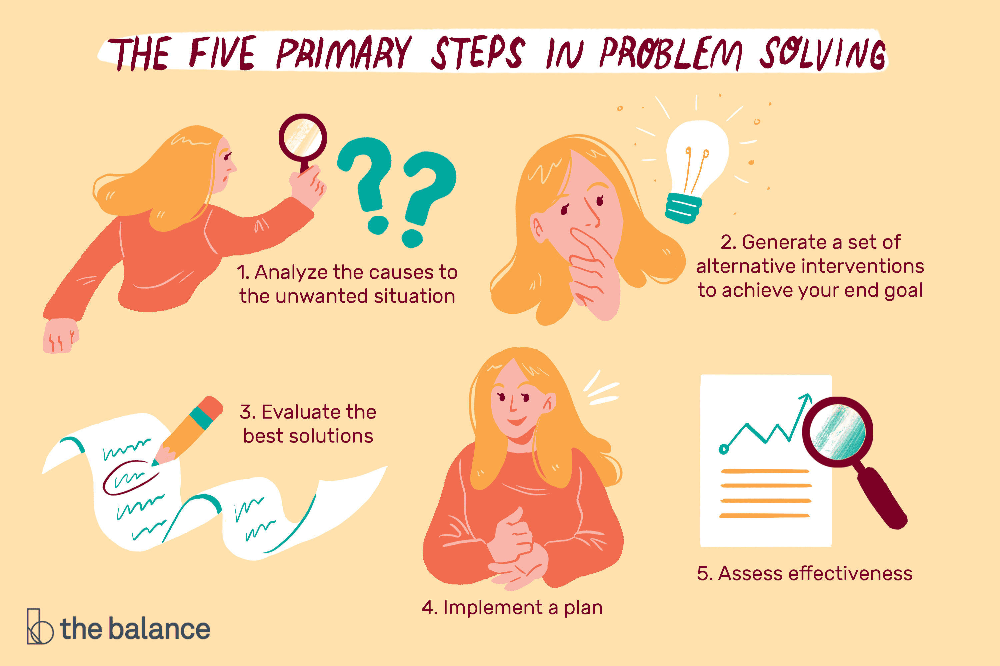 THE FIVE PRIMARY STEPS IN PROBLEM SOLVING
1. Analyze the causes to
the unwanted situation
2. Generate a set of
alternative interventions
to achieve your end goal
3. Evaluate the
best solutions
4. Implement a plan
5. Assess effectiveness
the balance